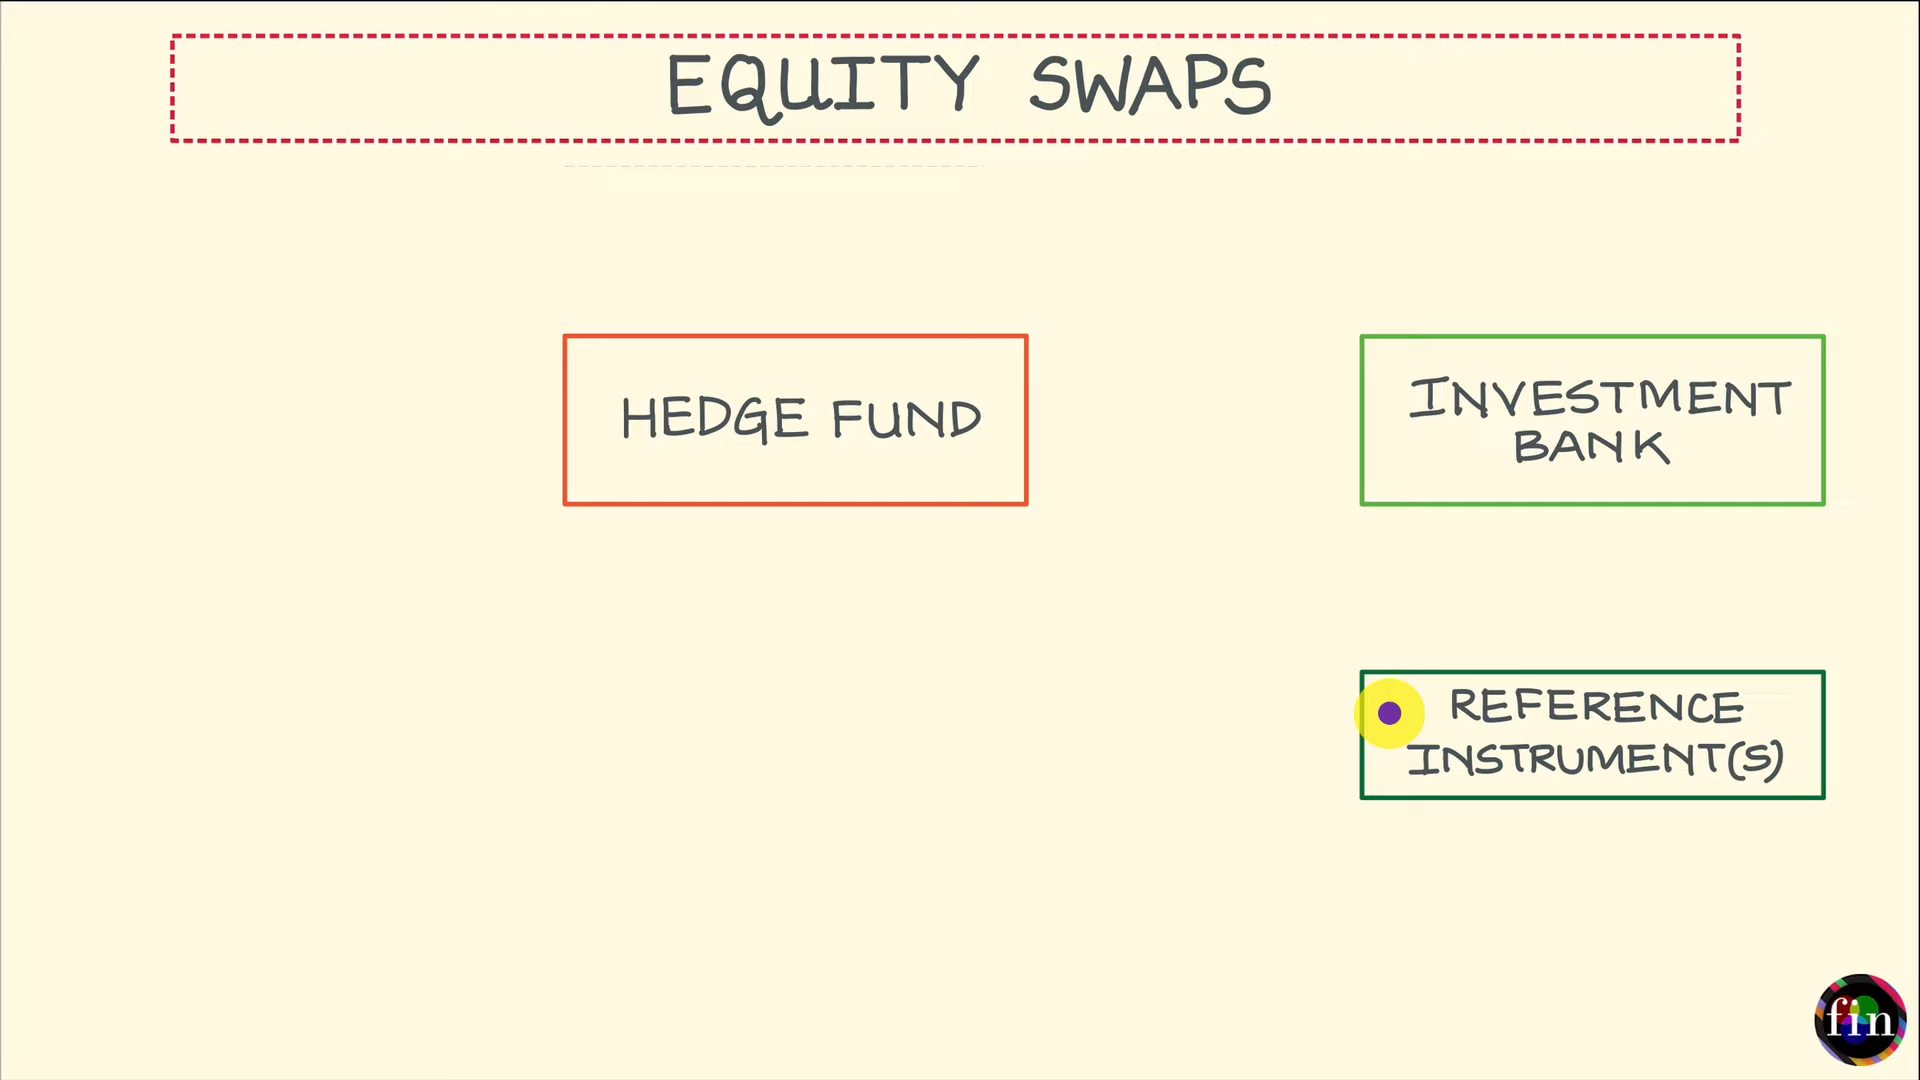 EQUITY SWAPS
HEDGE FUND
INVESTMENT
BANK
REFERENCE
INSTRUMENT(S)
fin